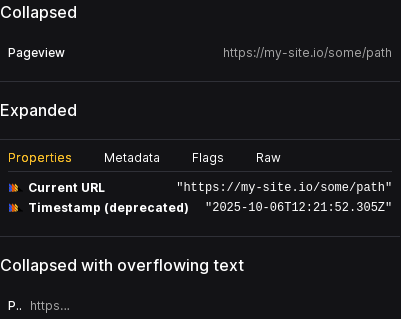 Collapsed
Pageview https://my-site.io/some/path
Expanded
Properties Metadata Flags Raw
Current URL "https://my-site.io/some/path"
Timestamp (deprecated) "2025-10-06T12:21:52.305Z"
Collapsed with overflowing text
P.. https...